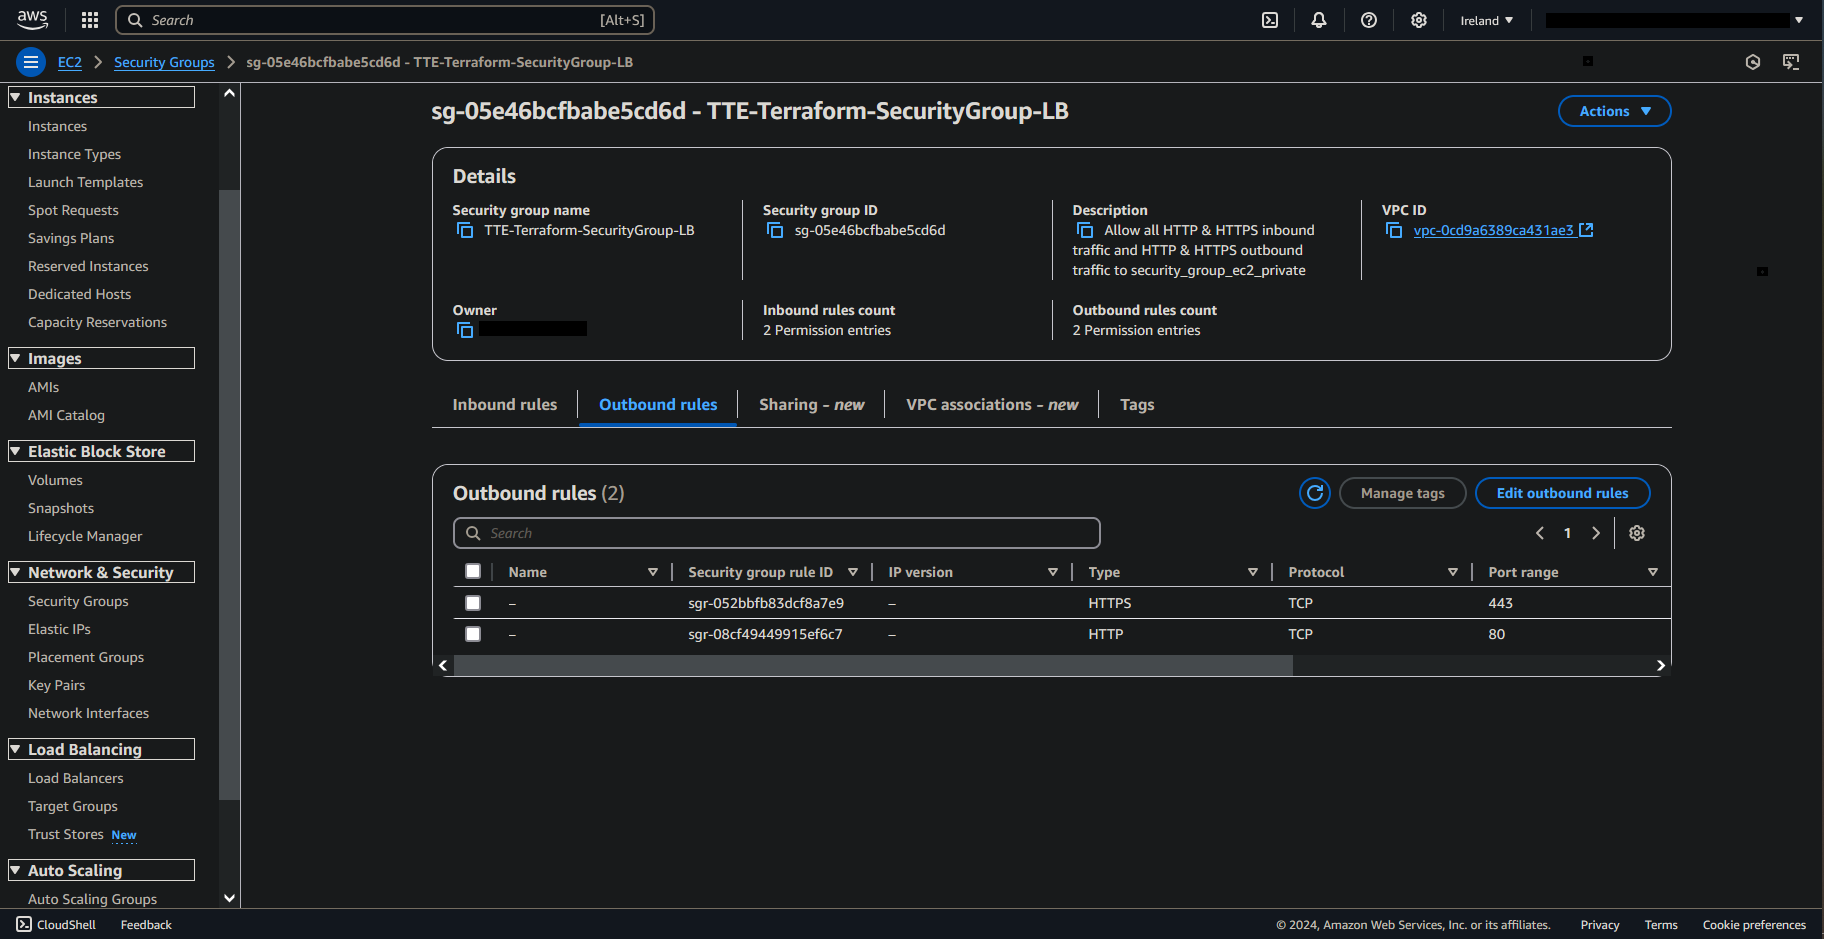 aws
Search [Alt+S]
Ireland
EC2 Security Groups sg-05e46bcfbabe5cd6d - TTE-Terraform-SecurityGroup-LB
Instances
Instances
Instance Types
Launch Templates
Spot Requests
Savings Plans
Reserved Instances
Dedicated Hosts
Capacity Reservations
Images
AMIs
AMI Catalog
Elastic Block Store
Volumes
Snapshots
Lifecycle Manager
Network & Security
Security Groups
Elastic IPs
Placement Groups
Key Pairs
Network Interfaces
Load Balancing
Load Balancers
Target Groups
Trust Stores New
Auto Scaling
Auto Scaling Groups
sg-05e46bcfbabe5cd6d - TTE-Terraform-SecurityGroup-LB
Actions
Details
Security group name
TTE-Terraform-SecurityGroup-LB
Security group ID
sg-05e46bcfbabe5cd6d
Description
Allow all HTTP & HTTPS inbound
traffic and HTTP & HTTPS outbound
traffic to security_group_ec2_private
VPC ID
vpc-0cd9a6389ca431ae3
Owner
Inbound rules count
2 Permission entries
Outbound rules count
2 Permission entries
Inbound rules Outbound rules Sharing - new VPC associations - new Tags
Outbound rules (2)
Manage tags Edit outbound rules
Search
1
Name Security group rule ID IP version Type Protocol Port range
– sgr-052bbfb83dcf8a7e9 – HTTPS TCP 443
– sgr-08cf49449915ef6c7 – HTTP TCP 80
CloudShell Feedback
© 2024, Amazon Web Services, Inc. or its affiliates. Privacy Terms Cookie preferences